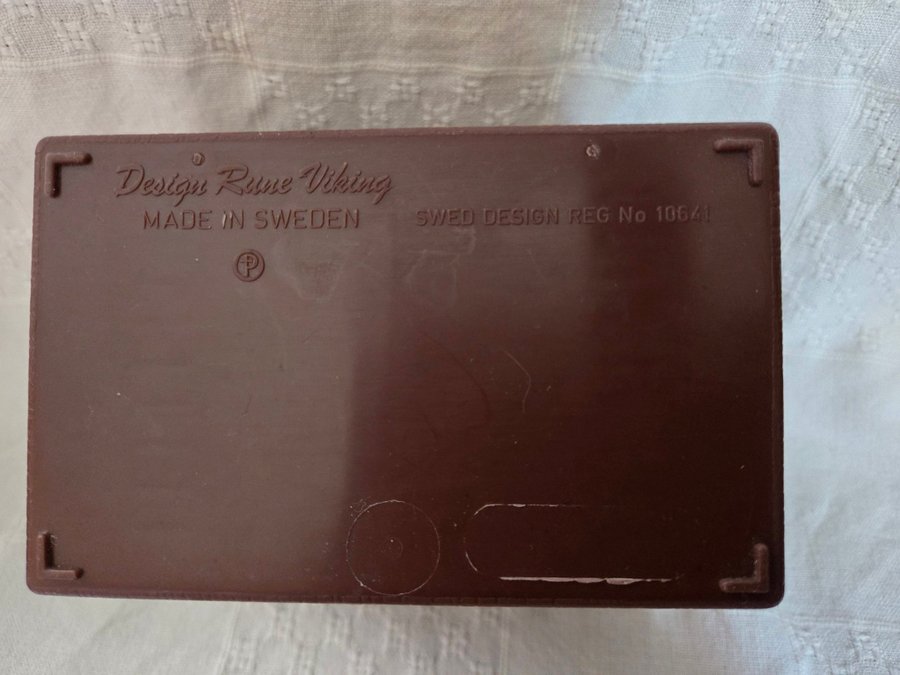 Design Rune Viking
MADE IN SWEDEN
SWED DESIGN REG No 10641
P